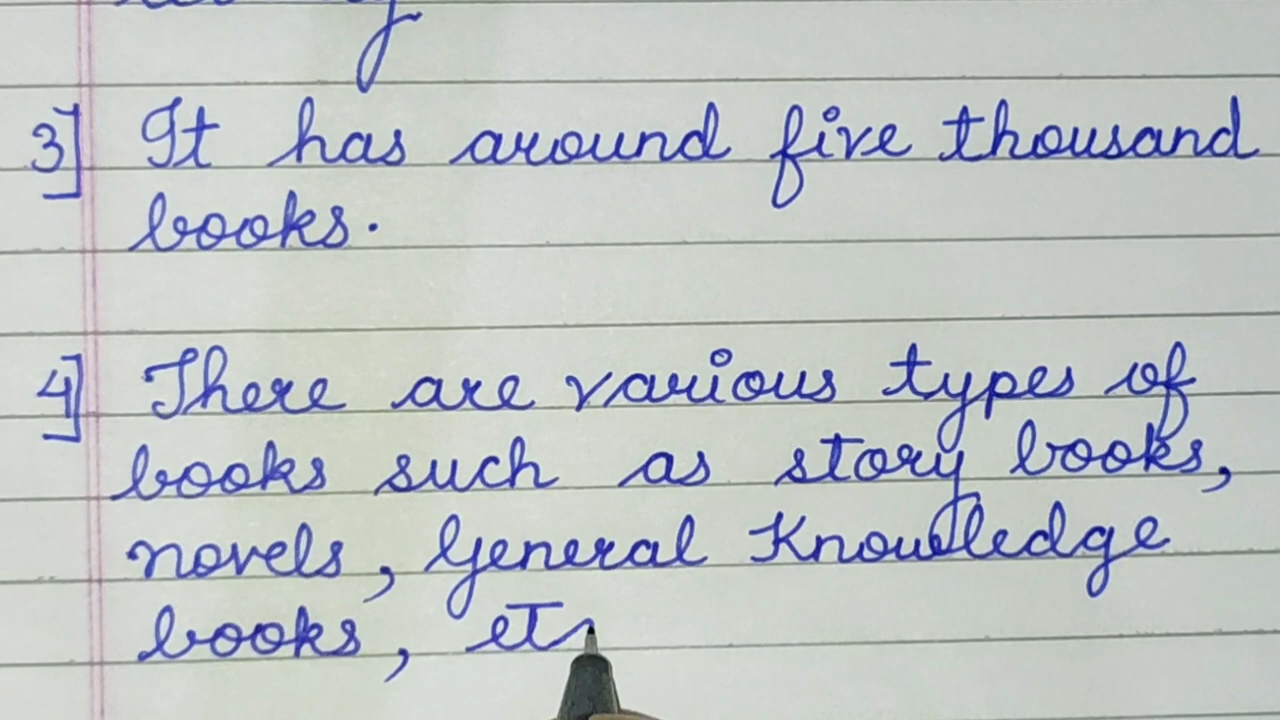 3] It has around five thousand
books.
4] There are various types of
books such as story books,
novels, General Knowledge
books, et